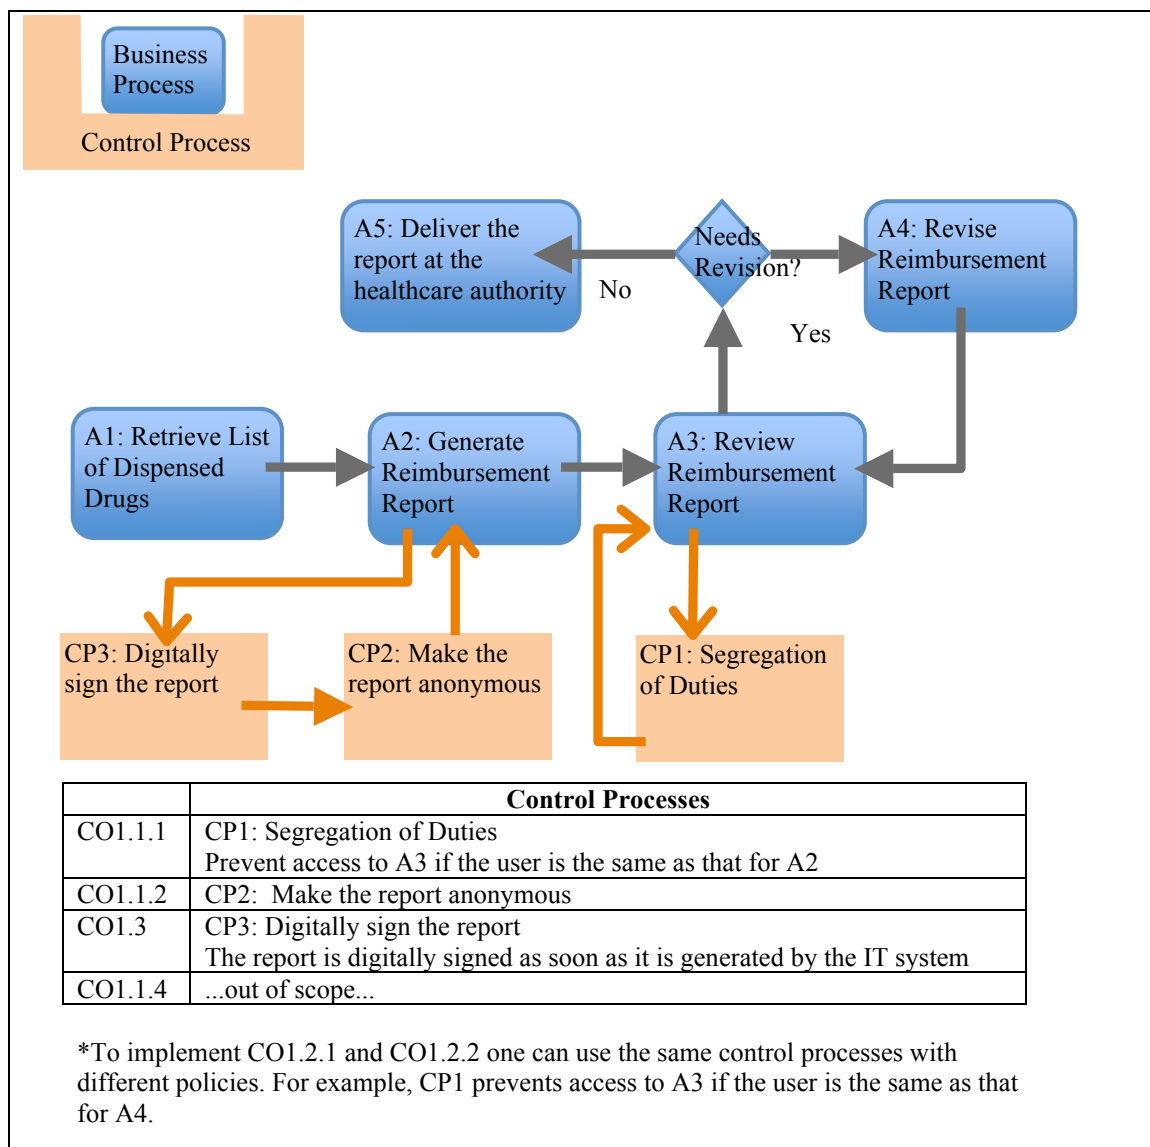 Business
Process
Control Process
A5: Deliver the
report at the
healthcare authority
Needs
Revision?
A4: Revise
Reimbursement
Report
No
Yes
A1: Retrieve List
of Dispensed
Drugs
A2: Generate
Reimbursement
Report
A3: Review
Reimbursement
Report
CP3: Digitally
sign the report
CP2: Make the
report anonymous
CP1: Segregation
of Duties
Control Processes
CO1.1.1 CP1: Segregation of Duties
Prevent access to A3 if the user is the same as that for A2
CO1.1.2 CP2:  Make the report anonymous
CO1.3 CP3: Digitally sign the report
The report is digitally signed as soon as it is generated by the IT system
CO1.1.4 ...out of scope...
*To implement CO1.2.1 and CO1.2.2 one can use the same control processes with
different policies. For example, CP1 prevents access to A3 if the user is the same as that
for A4.